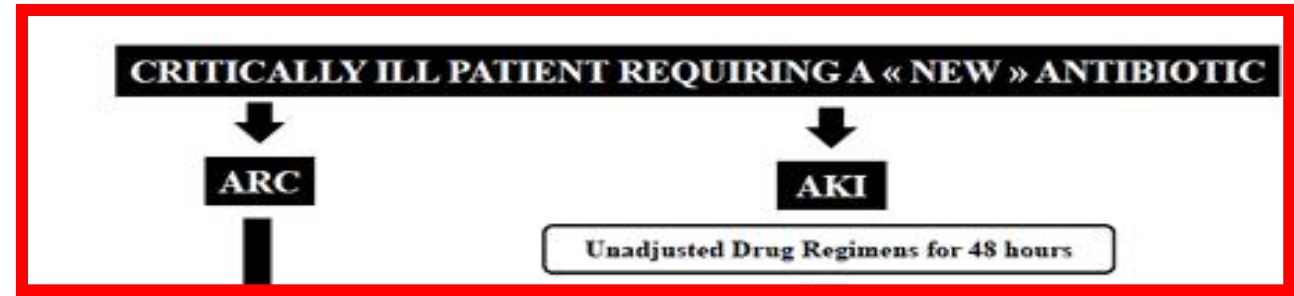 CRITICALLY ILL PATIENT REQUIRING A « NEW » ANTIBIOTIC
ARC
AKI
Unadjusted Drug Regimens for 48 hours